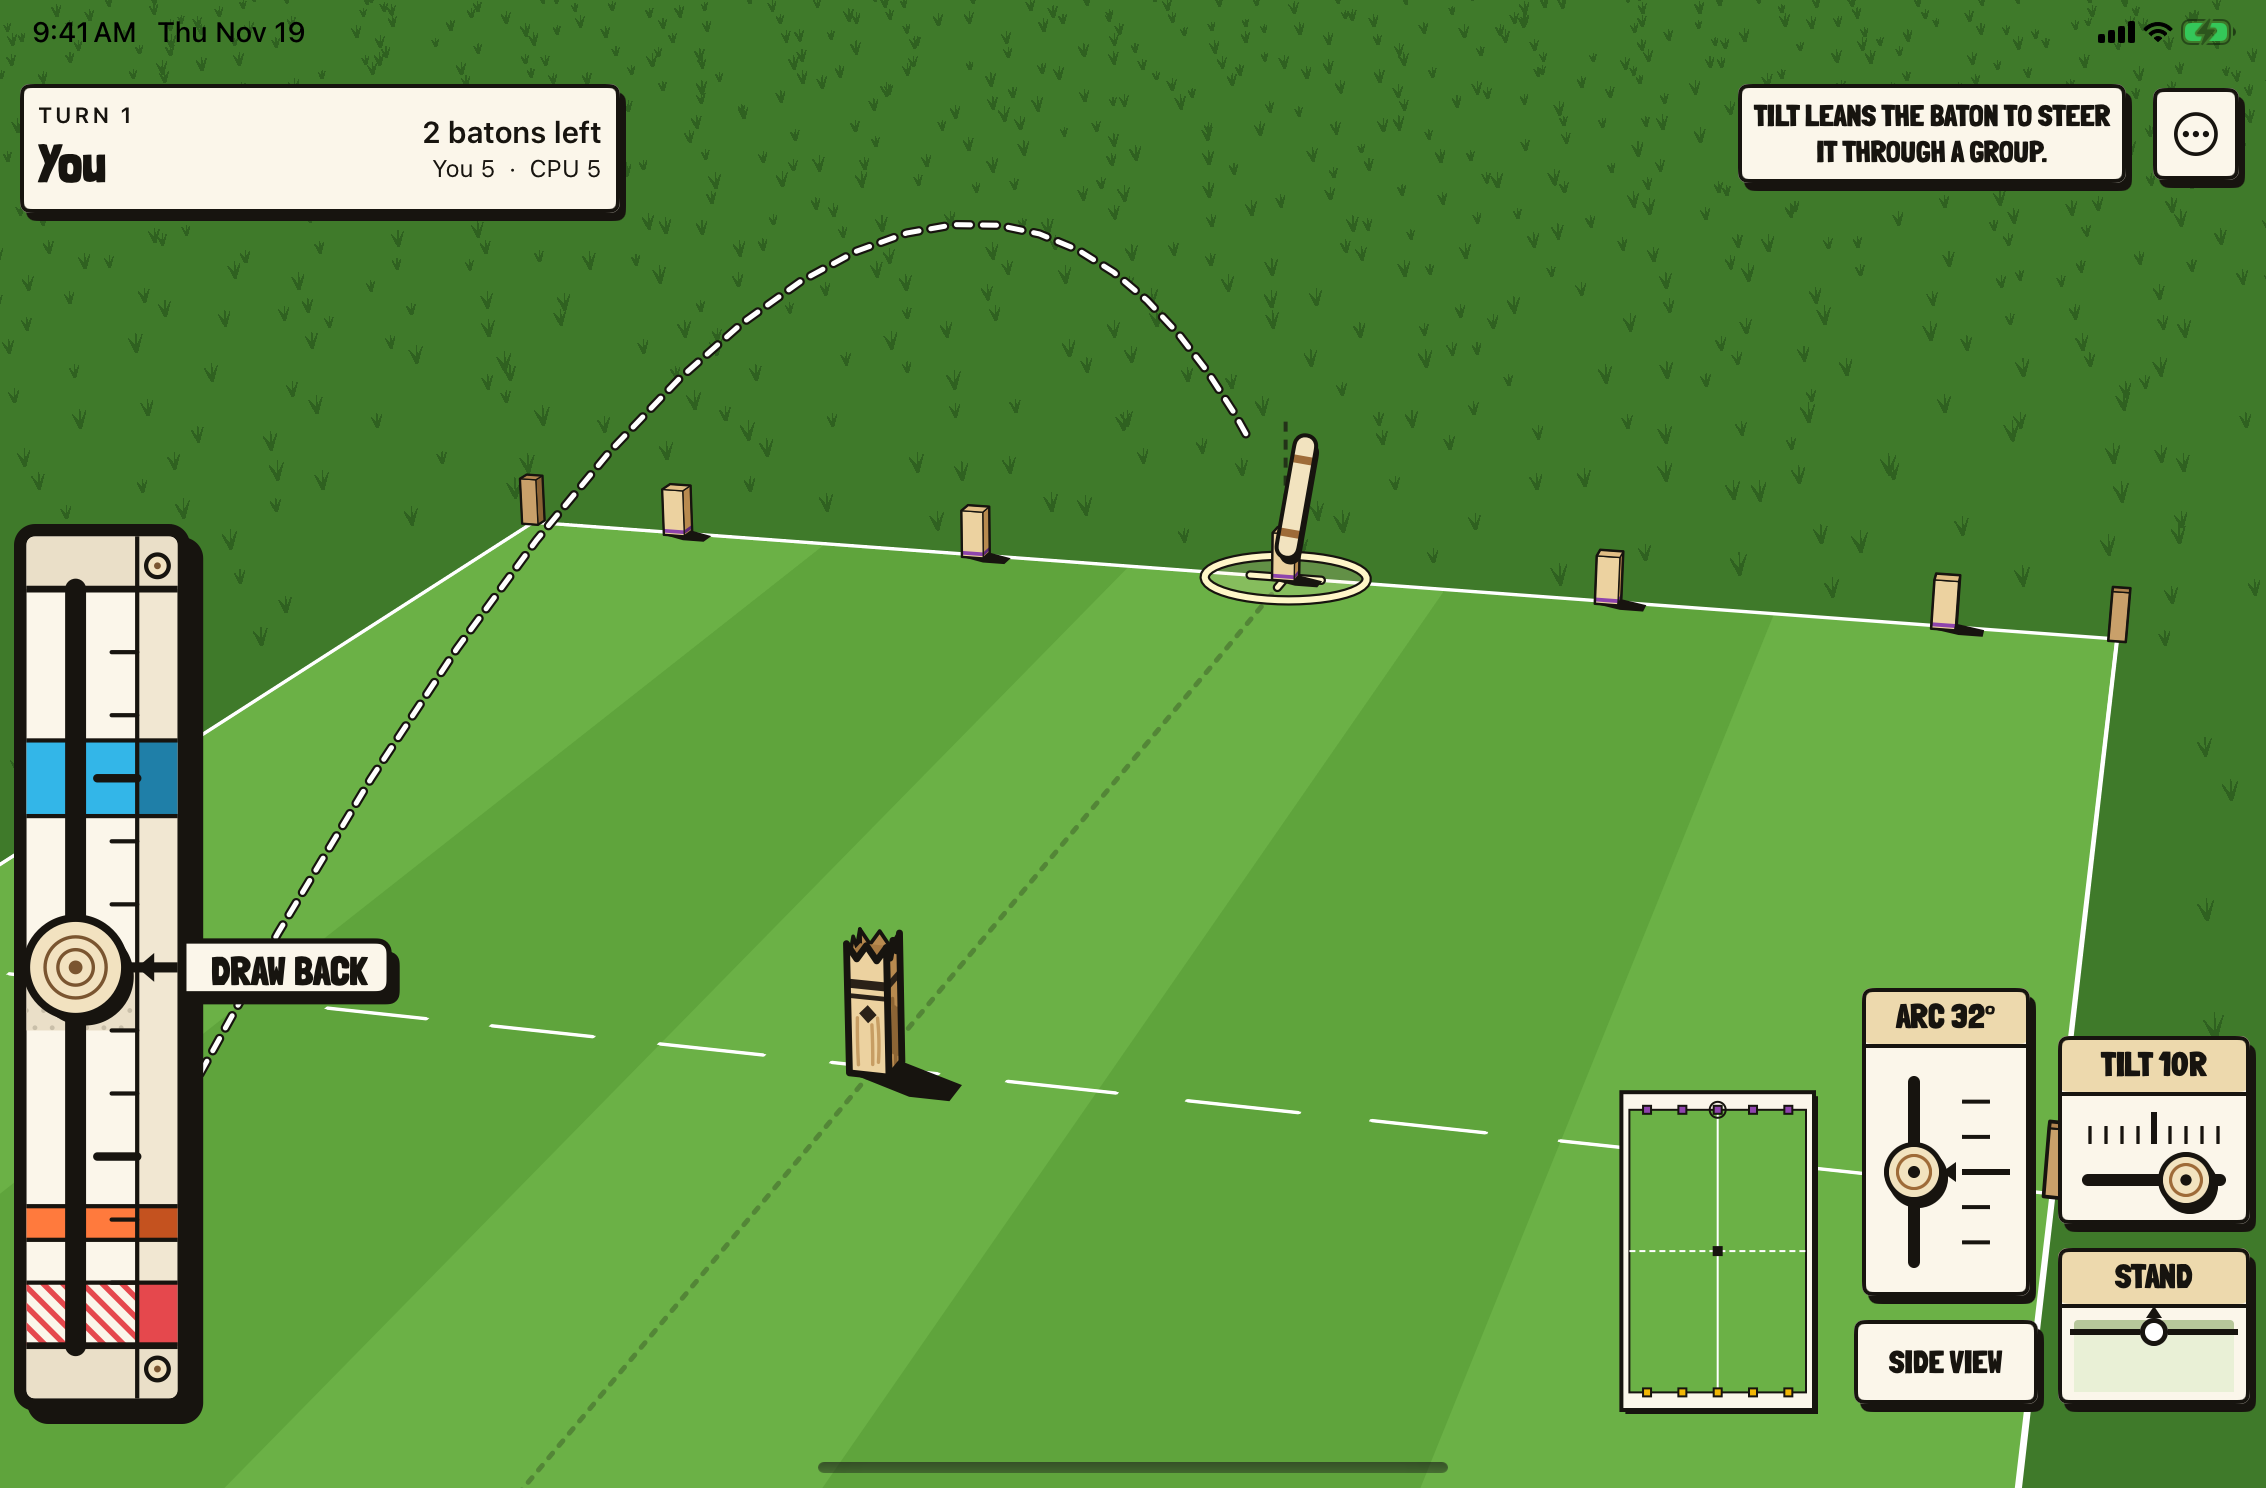 9:41 AM Thu Nov 19
TURN 1
You
2 batons left
You 5 · CPU 5
TILT LEANS THE BATON TO STEER
IT THROUGH A GROUP.
DRAW BACK
ARC 32°
TILT 10R
STAND
SIDE VIEW